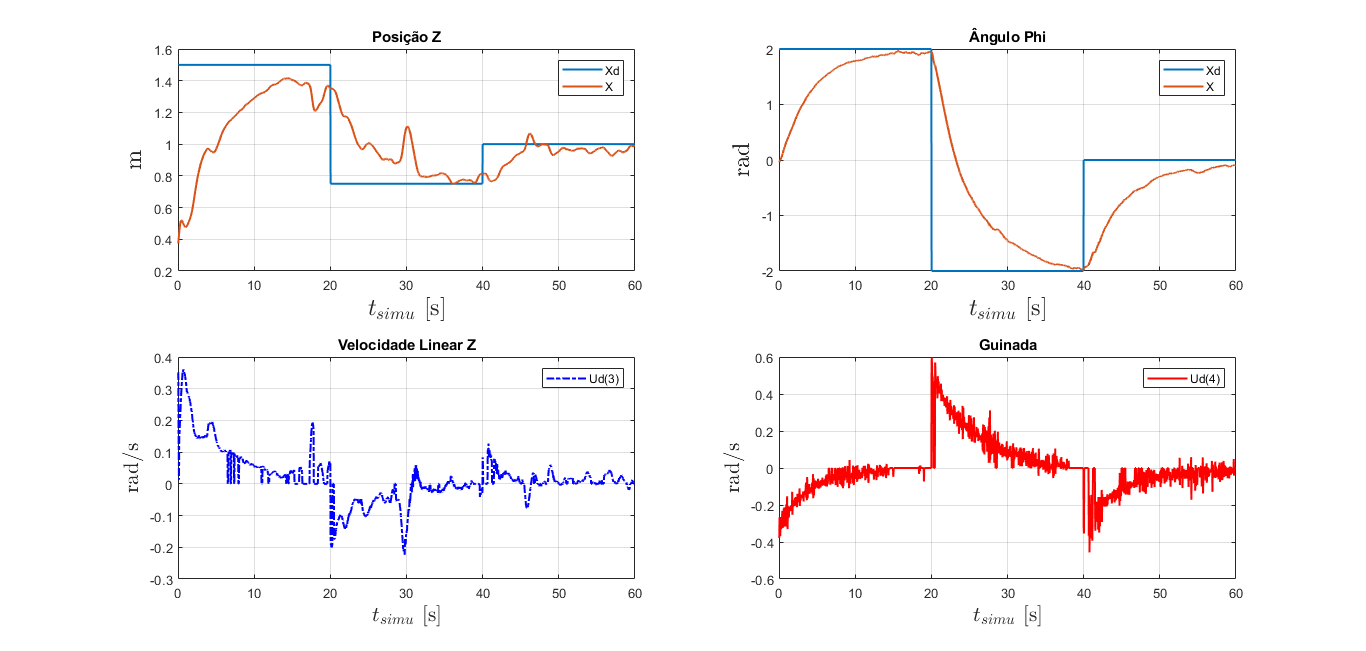 Posição Z
1.6
1.4
1.2
1
0.8
0.6
0.4
0.2
m
Xd
X
0 10 20 30 40 50 60
t_simu [s]
Ângulo Phi
2
1
0
-1
-2
rad
Xd
X
0 10 20 30 40 50 60
t_simu [s]
Velocidade Linear Z
0.4
0.3
0.2
0.1
0
-0.1
-0.2
-0.3
rad/s
Ud(3)
0 10 20 30 40 50 60
t_simu [s]
Guinada
0.6
0.4
0.2
0
-0.2
-0.4
-0.6
rad/s
Ud(4)
0 10 20 30 40 50 60
t_simu [s]